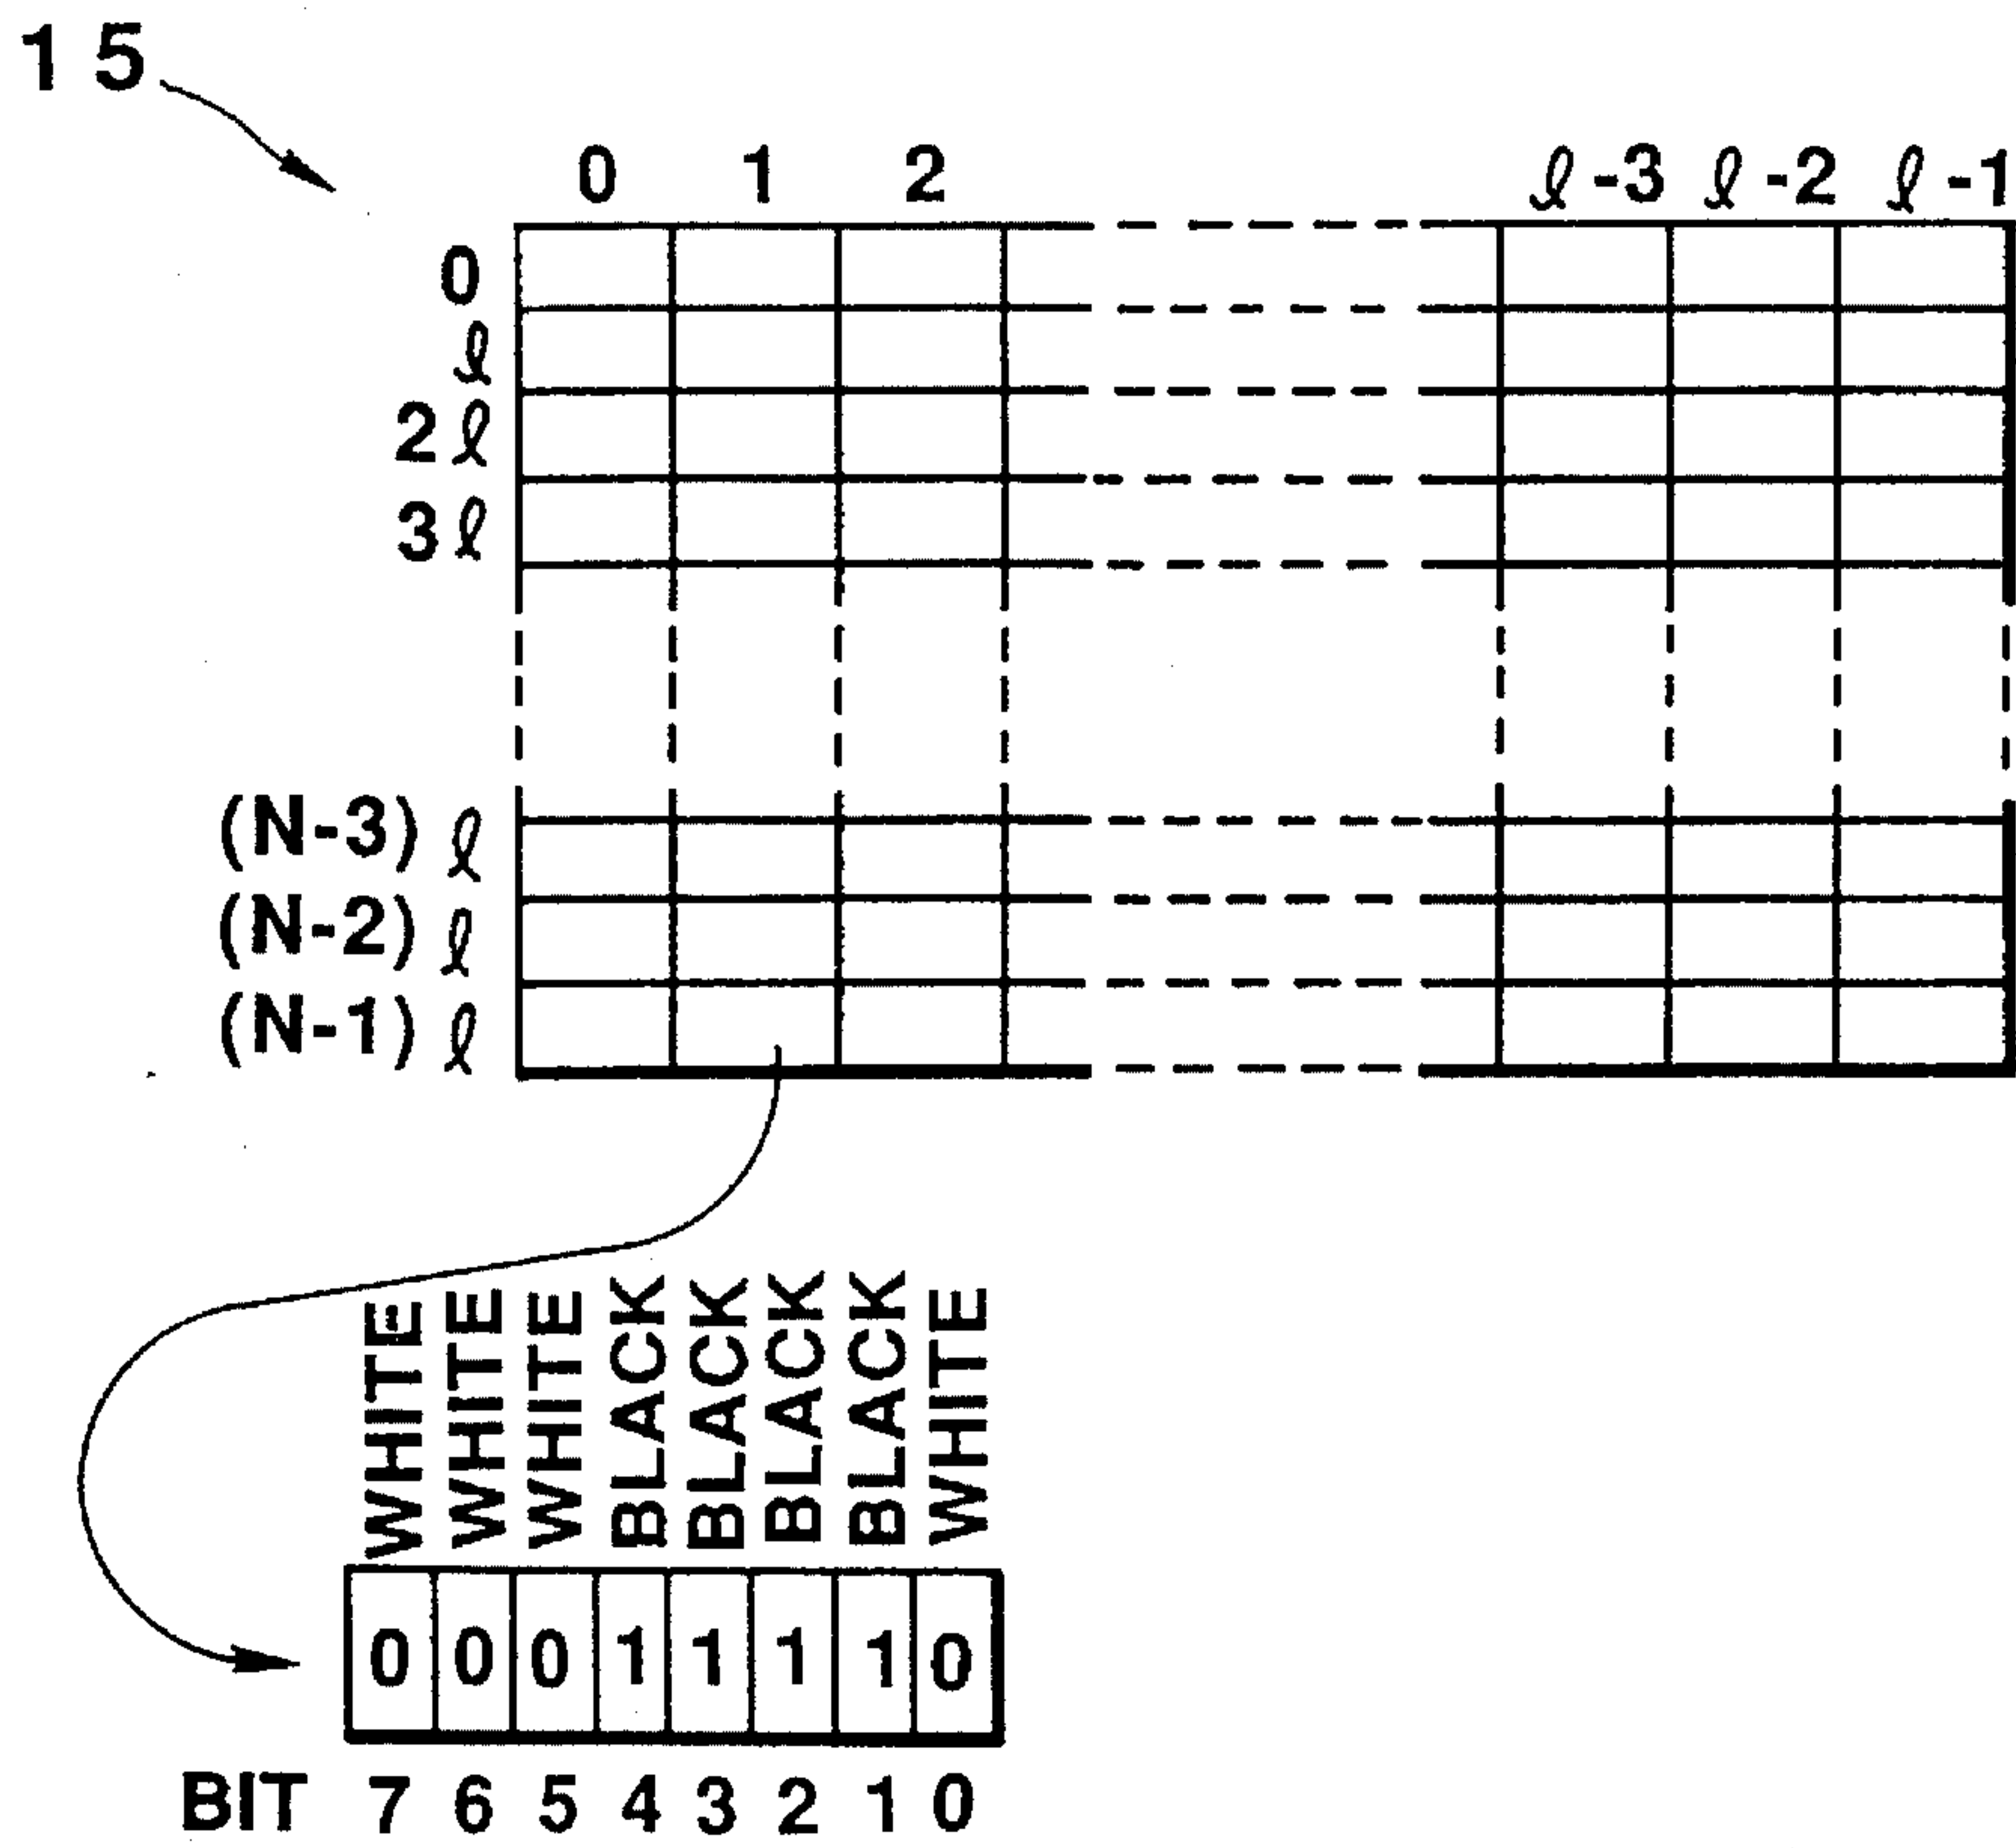 15
0 1 2 ℓ-3 ℓ-2 ℓ-1
0
ℓ
2ℓ
3ℓ
(N-3)ℓ
(N-2)ℓ
(N-1)ℓ
WHITE WHITE WHITE BLACK BLACK BLACK BLACK WHITE
0 0 0 1 1 1 1 0
BIT 7 6 5 4 3 2 1 0